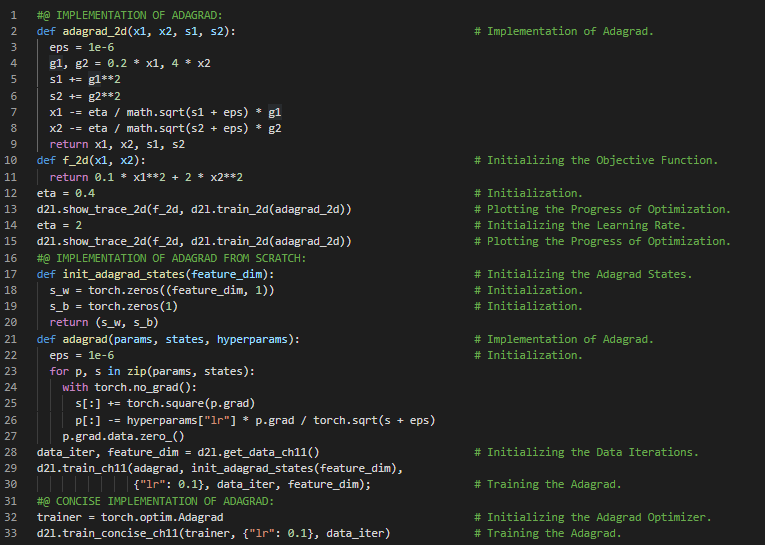 1 #@ IMPLEMENTATION OF ADAGRAD:
2 def adagrad_2d(x1, x2, s1, s2): # Implementation of Adagrad.
3 eps = 1e-6
4 g1, g2 = 0.2 * x1, 4 * x2
5 s1 += g1**2
6 s2 += g2**2
7 x1 -= eta / math.sqrt(s1 + eps) * g1
8 x2 -= eta / math.sqrt(s2 + eps) * g2
9 return x1, x2, s1, s2
10 def f_2d(x1, x2): # Initializing the Objective Function.
11 return 0.1 * x1**2 + 2 * x2**2
12 eta = 0.4 # Initialization.
13 d2l.show_trace_2d(f_2d, d2l.train_2d(adagrad_2d)) # Plotting the Progress of Optimization.
14 eta = 2 # Initializing the Learning Rate.
15 d2l.show_trace_2d(f_2d, d2l.train_2d(adagrad_2d)) # Plotting the Progress of Optimization.
16 #@ IMPLEMENTATION OF ADAGRAD FROM SCRATCH:
17 def init_adagrad_states(feature_dim): # Initializing the Adagrad States.
18 s_w = torch.zeros((feature_dim, 1)) # Initialization.
19 s_b = torch.zeros(1) # Initialization.
20 return (s_w, s_b)
21 def adagrad(params, states, hyperparams): # Implementation of Adagrad.
22 eps = 1e-6 # Initialization.
23 for p, s in zip(params, states):
24 with torch.no_grad():
25 s[:] += torch.square(p.grad)
26 p[:] -= hyperparams["lr"] * p.grad / torch.sqrt(s + eps)
27 p.grad.data.zero_()
28 data_iter, feature_dim = d2l.get_data_ch11() # Initializing the Data Iterations.
29 d2l.train_ch11(adagrad, init_adagrad_states(feature_dim),
30 {"lr": 0.1}, data_iter, feature_dim); # Training the Adagrad.
31 #@ CONCISE IMPLEMENTATION OF ADAGRAD:
32 trainer = torch.optim.Adagrad # Initializing the Adagrad Optimizer.
33 d2l.train_concise_ch11(trainer, {"lr": 0.1}, data_iter) # Training the Adagrad.